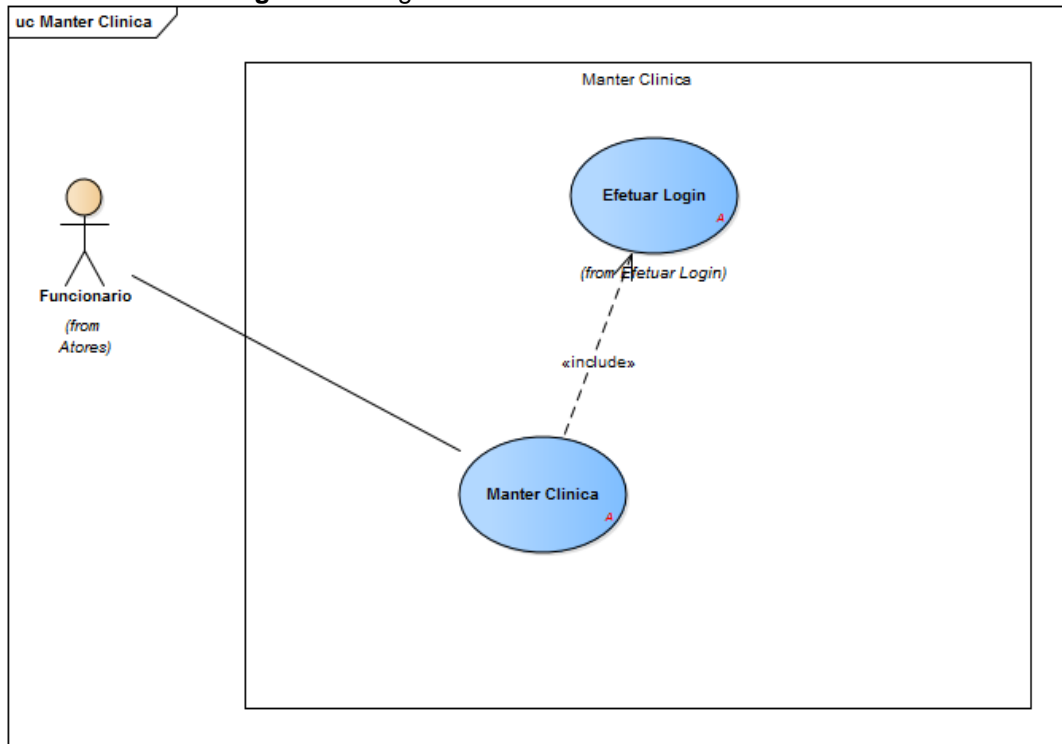 uc Manter Clinica
Manter Clinica
Efetuar Login
A
(from Efetuar Login)
Funcionario
(from
Atores)
«include»
Manter Clinica
A